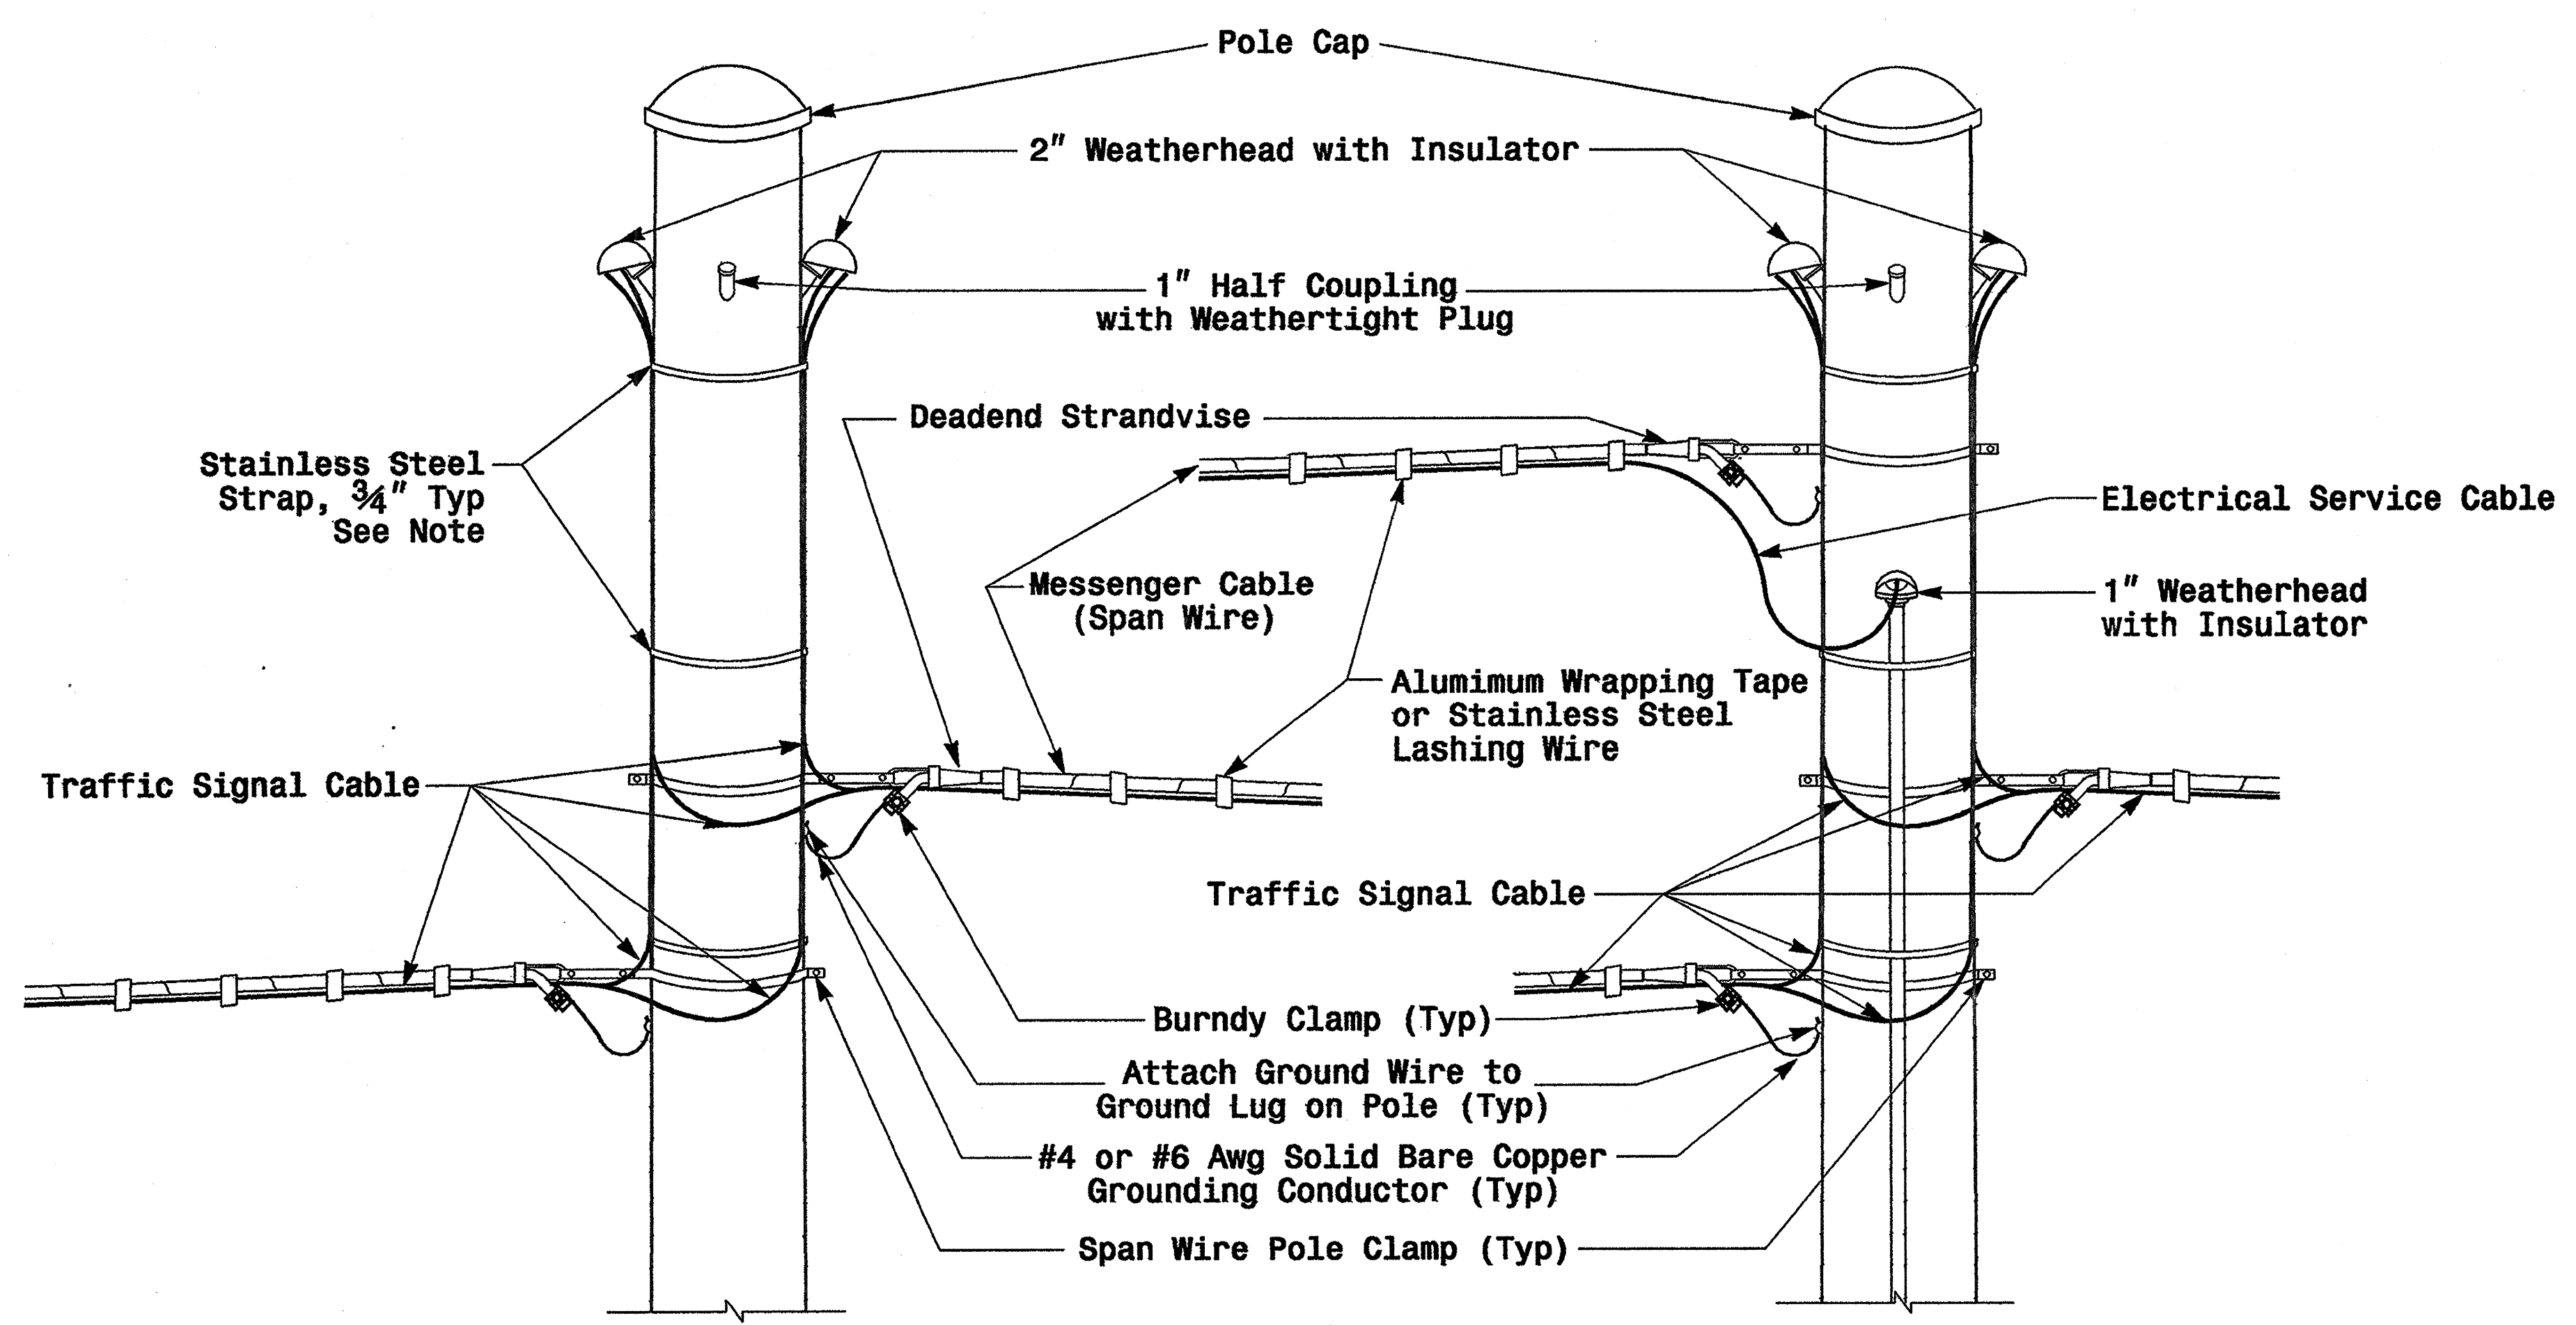 Pole Cap
2" Weatherhead with Insulator
1" Half Coupling
with Weathertight Plug
Deadend Strandvise
Stainless Steel
Strap, ¾" Typ
See Note
Electrical Service Cable
Messenger Cable
(Span Wire)
1" Weatherhead
with Insulator
Alumimum Wrapping Tape
or Stainless Steel
Lashing Wire
Traffic Signal Cable
Traffic Signal Cable
Burndy Clamp (Typ)
Attach Ground Wire to
Ground Lug on Pole (Typ)
#4 or #6 Awg Solid Bare Copper
Grounding Conductor (Typ)
Span Wire Pole Clamp (Typ)